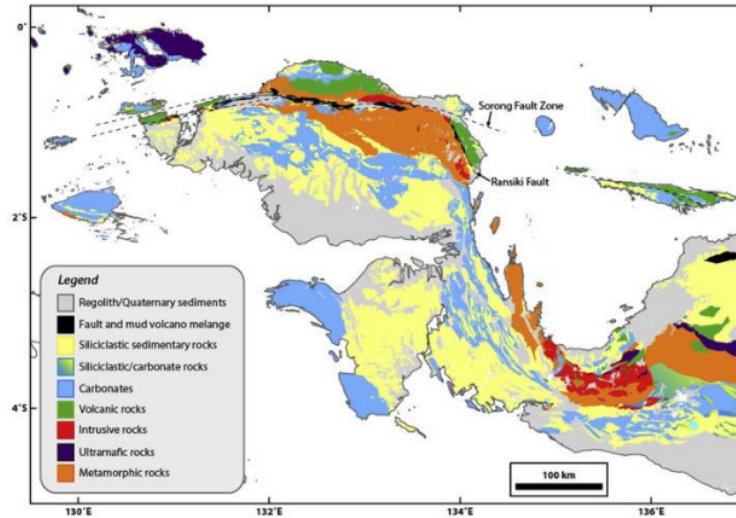 0°
Sorong Fault Zone
Ransiki Fault
2°S
Legend
Regolith/Quaternary sediments
Fault and mud volcano melange
Siliciclastic sedimentary rocks
Siliciclastic/carbonate rocks
Carbonates
Volcanic rocks
Intrusive rocks
Ultramafic rocks
Metamorphic rocks
4°S
100 km
130°E 132°E 134°E 136°E